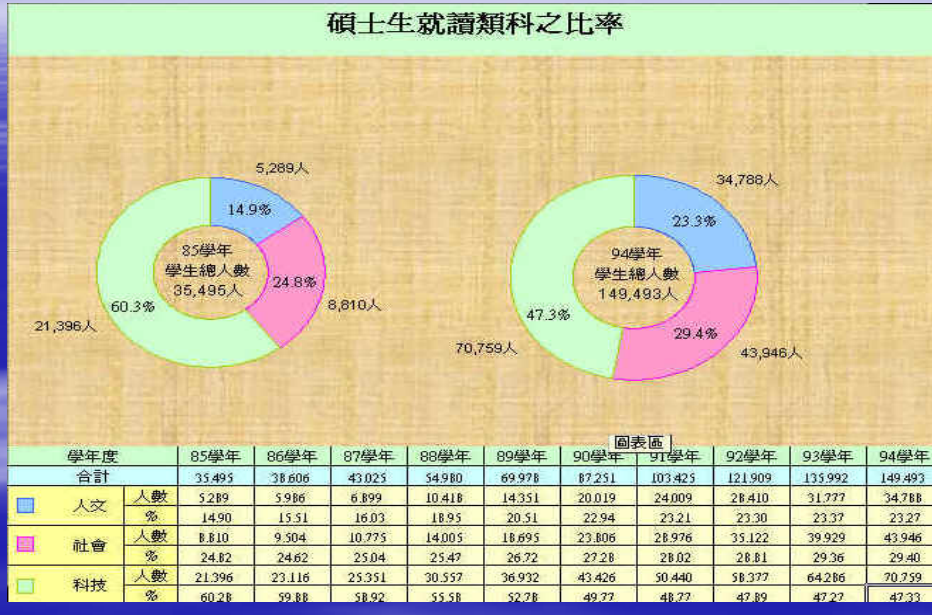 碩士生就讀類科之比率
5,289人
14.9%
85學年
學生總人數
35,495人
24.8%
8,810人
60.3%
21,396人
34,788人
23.3%
94學年
學生總人數
149,493人
47.3%
29.4%
70,759人
43,946人
圖表區
學年度 85學年 86學年 87學年 88學年 89學年 90學年 91學年 92學年 93學年 94學年
合計 35.495 38.606 43.025 54.980 69.978 87.251 103.425 121.909 135.992 149.493
人文 人數 5.289 5.986 6.899 10.418 14.351 20.019 24.009 28.410 31.777 34.788
% 14.90 15.51 16.03 18.95 20.51 22.94 23.21 23.30 23.37 23.27
社會 人數 8.810 9.504 10.775 14.005 18.695 23.806 28.976 35.122 39.929 43.946
% 24.82 24.62 25.04 25.47 26.72 27.28 28.02 28.81 29.36 29.40
科技 人數 21.396 23.116 25.351 30.557 36.932 43.426 50.440 58.377 64.286 70.759
% 60.28 59.88 58.92 55.58 52.78 49.77 48.77 47.89 47.27 47.33